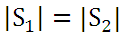 |S₁| = |S₂|